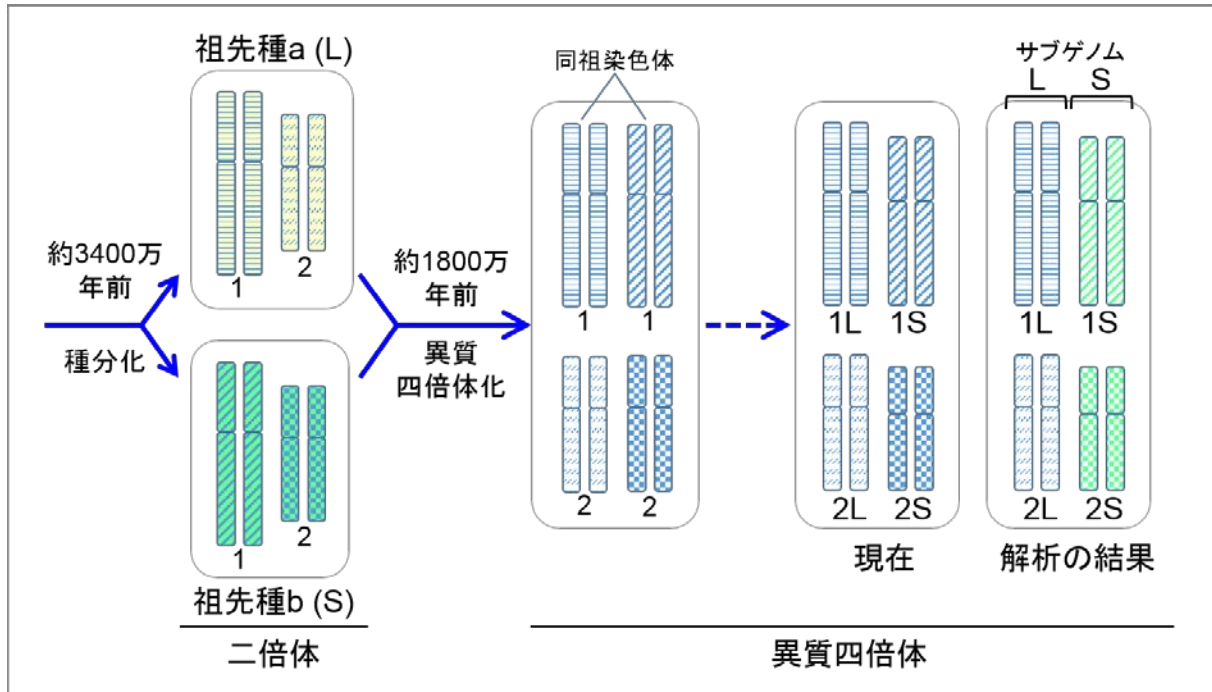 祖先種a (L)
1
2
約3400万
年前
種分化
1
2
祖先種b (S)
二倍体
約1800万
年前
異質
四倍体化
同祖染色体
1
1
2
2
1L
1S
2L
2S
現在
サブゲノム
L
S
1L
1S
2L
2S
解析の結果
異質四倍体